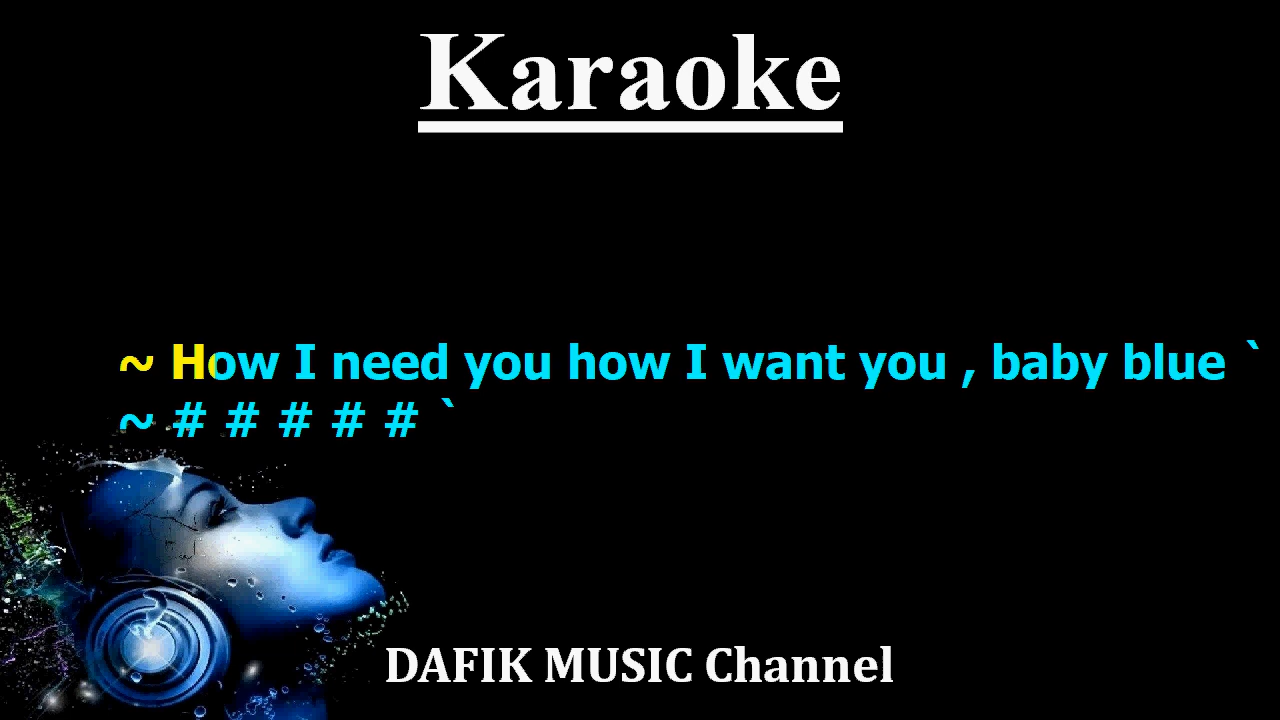 Karaoke
~ How I need you how I want you , baby blue `
~ # # # # # `
DAFIK MUSIC Channel